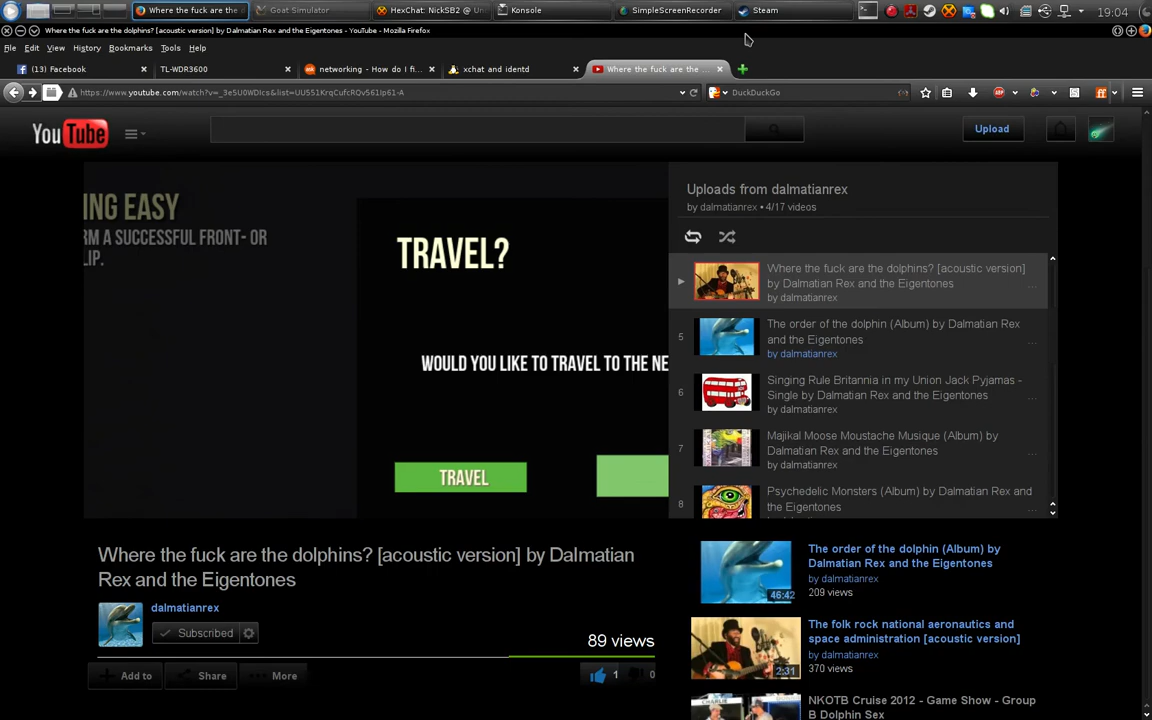 Where the fuck are the
Goat Simulator
HexChat: NickSB2 @ Un
Konsole
SimpleScreenRecorder
Steam
19:04
Where the fuck are the dolphins? [acoustic version] by Dalmatian Rex and the Eigentones - YouTube - Mozilla Firefox
File Edit View History Bookmarks Tools Help
(13) Facebook
TL-WDR3600
networking - How do I fi...
xchat and identd
Where the fuck are the ...
https://www.youtube.com/watch?v=_3e5U0WDIcs&list=UU551KrqCufcRQv561Ip61-A
DuckDuckGo
YouTube
Upload
ING EASY
RM A SUCCESSFUL FRONT- OR
LIP.
TRAVEL?
WOULD YOU LIKE TO TRAVEL TO THE NE
TRAVEL
Uploads from dalmatianrex
by dalmatianrex • 4/17 videos
Where the fuck are the dolphins? [acoustic version]
by Dalmatian Rex and the Eigentones
by dalmatianrex
5
The order of the dolphin (Album) by Dalmatian Rex
and the Eigentones
by dalmatianrex
6
Singing Rule Britannia in my Union Jack Pyjamas -
Single by Dalmatian Rex and the Eigentones
by dalmatianrex
7
Majikal Moose Moustache Musique (Album) by
Dalmatian Rex and the Eigentones
by dalmatianrex
8
Psychedelic Monsters (Album) by Dalmatian Rex and
the Eigentones
Where the fuck are the dolphins? [acoustic version] by Dalmatian
Rex and the Eigentones
dalmatianrex
Subscribed
89 views
Add to
Share
More
1
0
The order of the dolphin (Album) by
Dalmatian Rex and the Eigentones
by dalmatianrex
209 views
46:42
The folk rock national aeronautics and
space administration [acoustic version]
by dalmatianrex
370 views
2:31
NKOTB Cruise 2012 - Game Show - Group
B Dolphin Sex